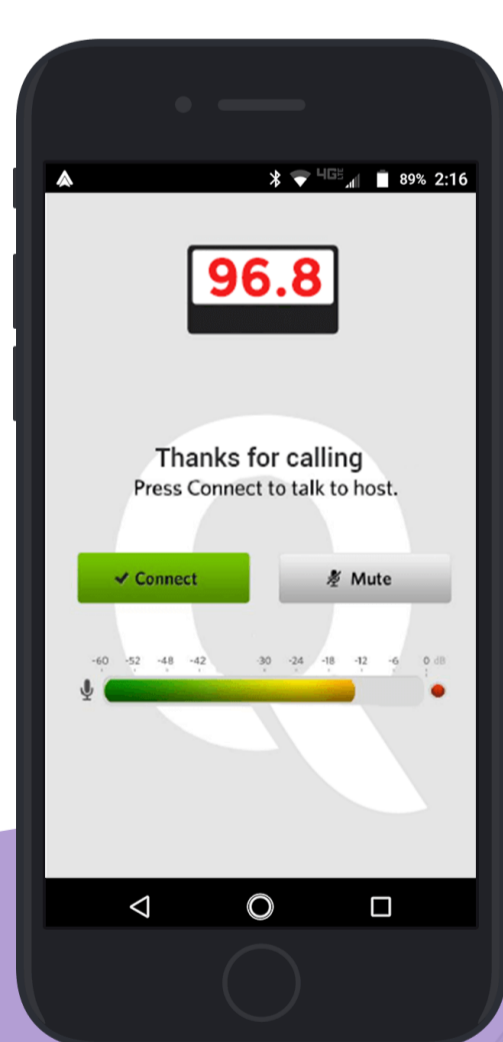 4G 89% 2:16
96.8
Thanks for calling
Press Connect to talk to host.
✔ Connect
Mute
-60 -52 -48 -42 -30 -24 -18 -12 -6 0 dB